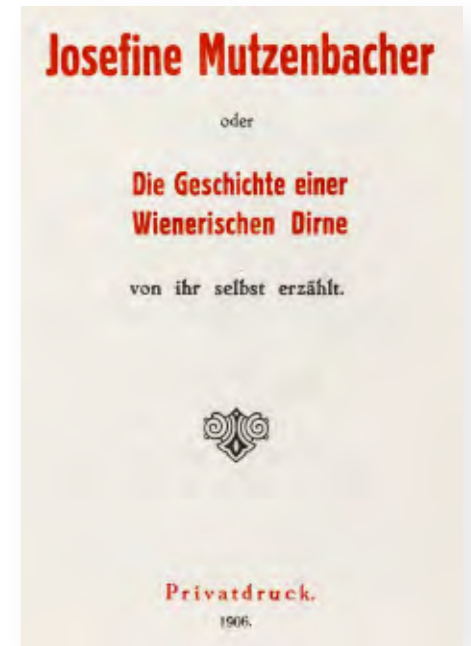 Josefine Mutzenbacher
oder
Die Geschichte einer
Wienerischen Dirne
von ihr selbst erzählt.
Privatdruck.
1906.